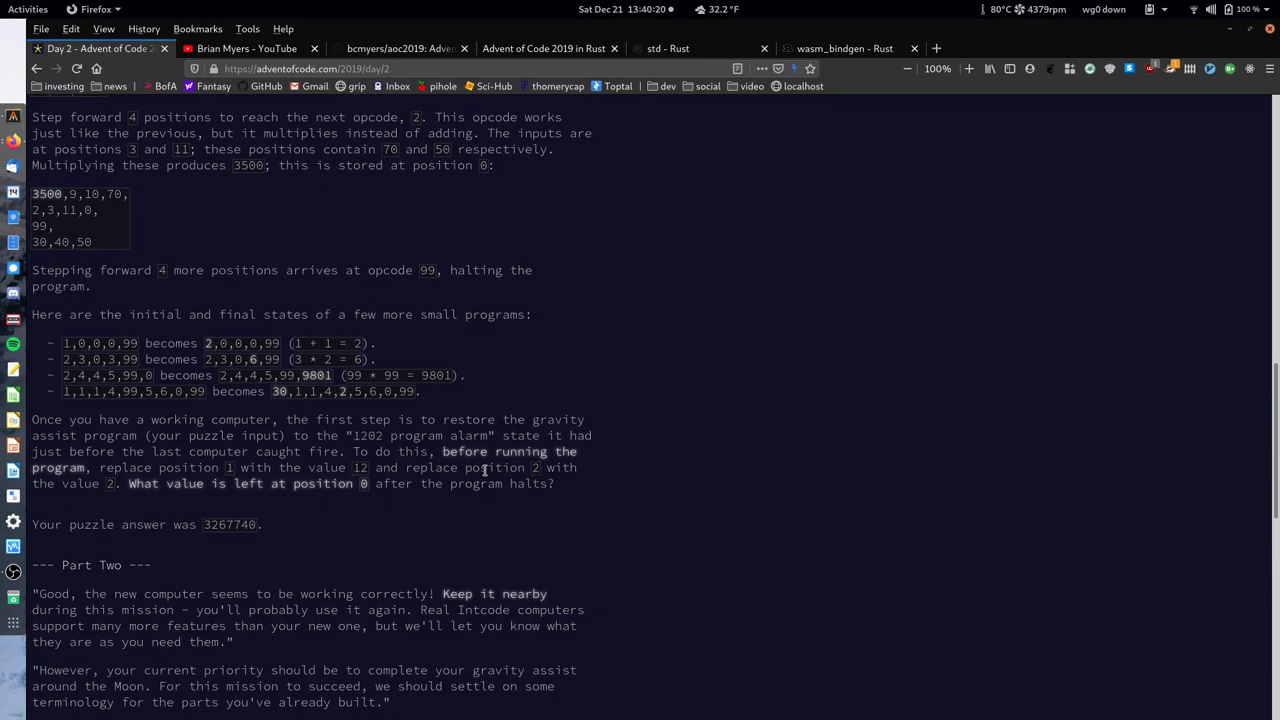 Activities Firefox Sat Dec 21 13:40:20 32.2 °F 80°C 4379rpm wg0 down 100 %
File Edit View History Bookmarks Tools Help
Day 2 - Advent of Code 2 Brian Myers - YouTube bcmyers/aoc2019: Adven Advent of Code 2019 in Rust std - Rust wasm_bindgen - Rust
https://adventofcode.com/2019/day/2 100%
investing news BofA Fantasy GitHub Gmail grip Inbox pihole Sci-Hub thomerycap Toptal dev social video localhost
Step forward 4 positions to reach the next opcode, 2. This opcode works
just like the previous, but it multiplies instead of adding. The inputs are
at positions 3 and 11; these positions contain 70 and 50 respectively.
Multiplying these produces 3500; this is stored at position 0:
3500,9,10,70,
2,3,11,0,
99,
30,40,50
Stepping forward 4 more positions arrives at opcode 99, halting the
program.
Here are the initial and final states of a few more small programs:
- 1,0,0,0,99 becomes 2,0,0,0,99 (1 + 1 = 2).
- 2,3,0,3,99 becomes 2,3,0,6,99 (3 * 2 = 6).
- 2,4,4,5,99,0 becomes 2,4,4,5,99,9801 (99 * 99 = 9801).
- 1,1,1,4,99,5,6,0,99 becomes 30,1,1,4,2,5,6,0,99.
Once you have a working computer, the first step is to restore the gravity
assist program (your puzzle input) to the "1202 program alarm" state it had
just before the last computer caught fire. To do this, before running the
program, replace position 1 with the value 12 and replace position 2 with
the value 2. What value is left at position 0 after the program halts?
Your puzzle answer was 3267740.
--- Part Two ---
"Good, the new computer seems to be working correctly! Keep it nearby
during this mission - you'll probably use it again. Real Intcode computers
support many more features than your new one, but we'll let you know what
they are as you need them."
"However, your current priority should be to complete your gravity assist
around the Moon. For this mission to succeed, we should settle on some
terminology for the parts you've already built."